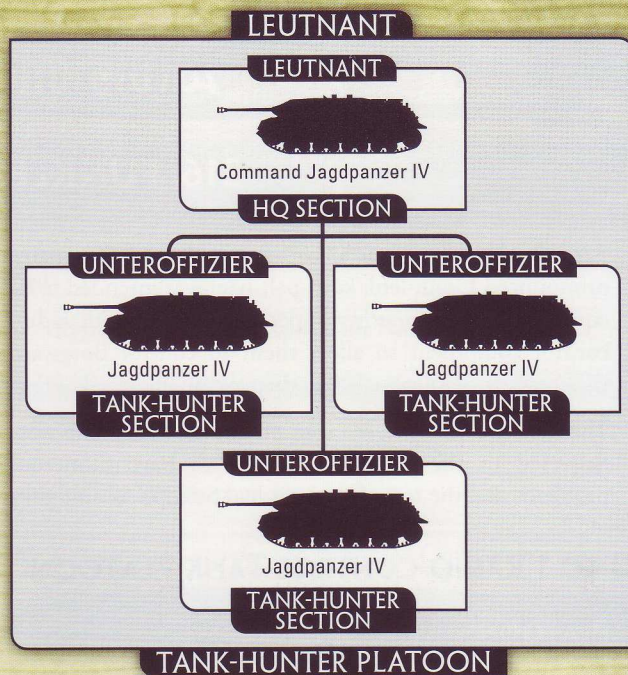 LEUTNANT
LEUTNANT
Command Jagdpanzer IV
HQ SECTION
UNTEROFFIZIER
Jagdpanzer IV
TANK-HUNTER
SECTION
UNTEROFFIZIER
Jagdpanzer IV
TANK-HUNTER
SECTION
UNTEROFFIZIER
Jagdpanzer IV
TANK-HUNTER
SECTION
TANK-HUNTER PLATOON